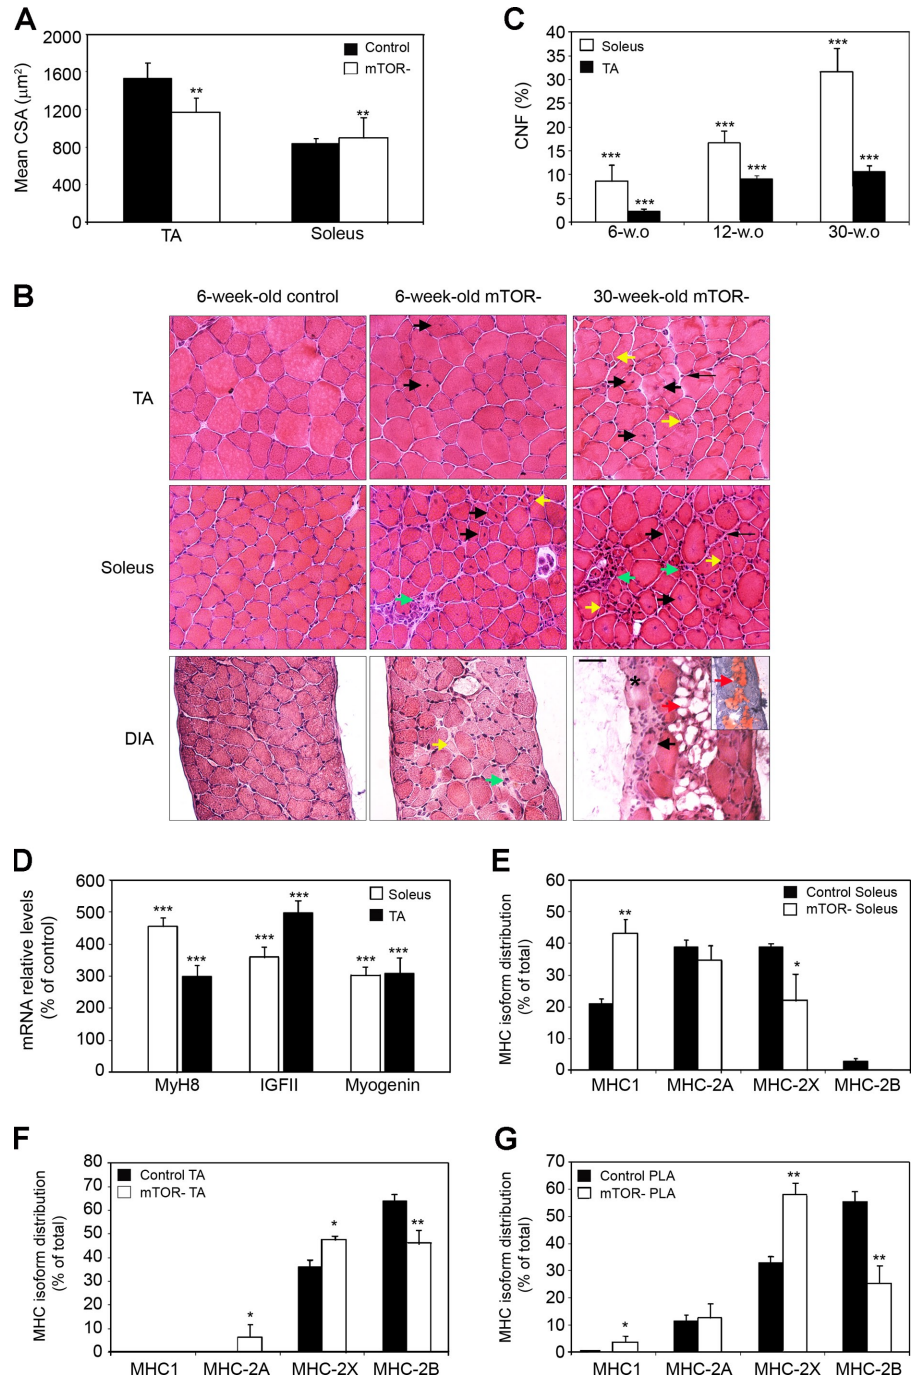 A
Mean CSA (μm²)
2000
1600
1200
800
400
0
Control
mTOR-
**
**
TA
Soleus
C
CNF (%)
40
35
30
25
20
15
10
5
0
Soleus
TA
***
***
***
***
***
***
6-w.o
12-w.o
30-w.o
B
6-week-old control
6-week-old mTOR-
30-week-old mTOR-
TA
Soleus
DIA
*
D
mRNA relative levels
(% of control)
600
500
400
300
200
100
0
Soleus
TA
***
***
***
***
***
***
MyH8
IGFII
Myogenin
E
MHC isoform distribution
(% of total)
60
50
40
30
20
10
0
Control Soleus
mTOR- Soleus
**
*
MHC1
MHC-2A
MHC-2X
MHC-2B
F
MHC isoform distribution
(% of total)
80
70
60
50
40
30
20
10
0
Control TA
mTOR- TA
*
*
**
MHC1
MHC-2A
MHC-2X
MHC-2B
G
MHC isoform distribution
(% of total)
70
60
50
40
30
20
10
0
Control PLA
mTOR- PLA
*
**
**
MHC1
MHC-2A
MHC-2X
MHC-2B